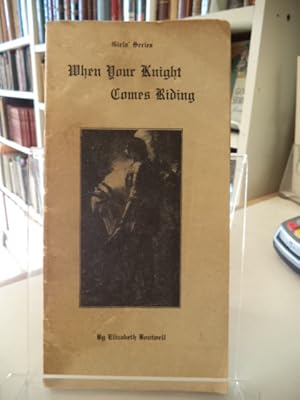 Girls' Series
When Your Knight
Comes Riding
By Elizabeth Boutwell